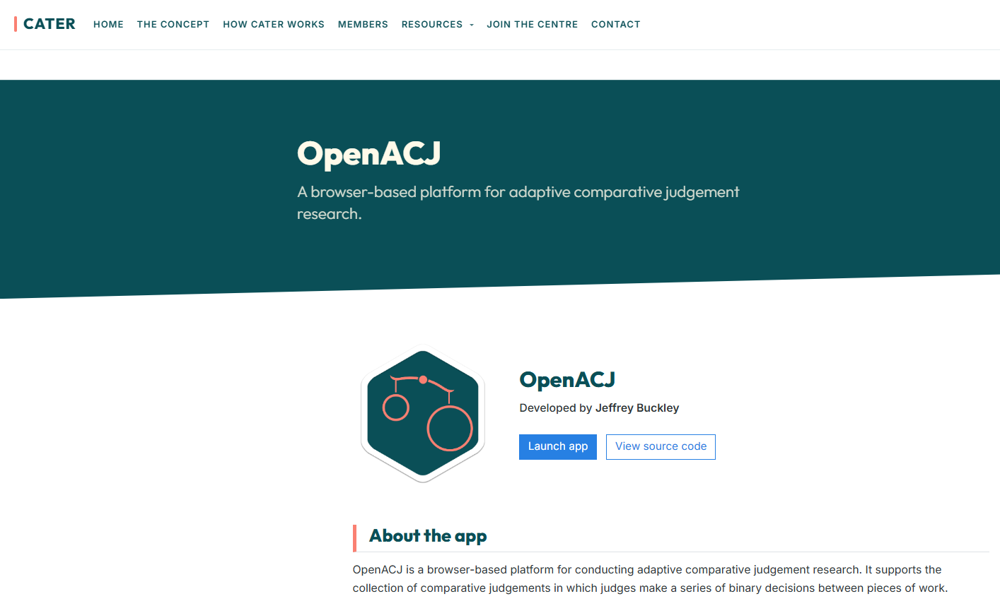 CATER HOME THE CONCEPT HOW CATER WORKS MEMBERS RESOURCES JOIN THE CENTRE CONTACT
OpenACJ
A browser-based platform for adaptive comparative judgement
research.
OpenACJ
Developed by Jeffrey Buckley
Launch app View source code
About the app
OpenACJ is a browser-based platform for conducting adaptive comparative judgement research. It supports the
collection of comparative judgements in which judges make a series of binary decisions between pieces of work.